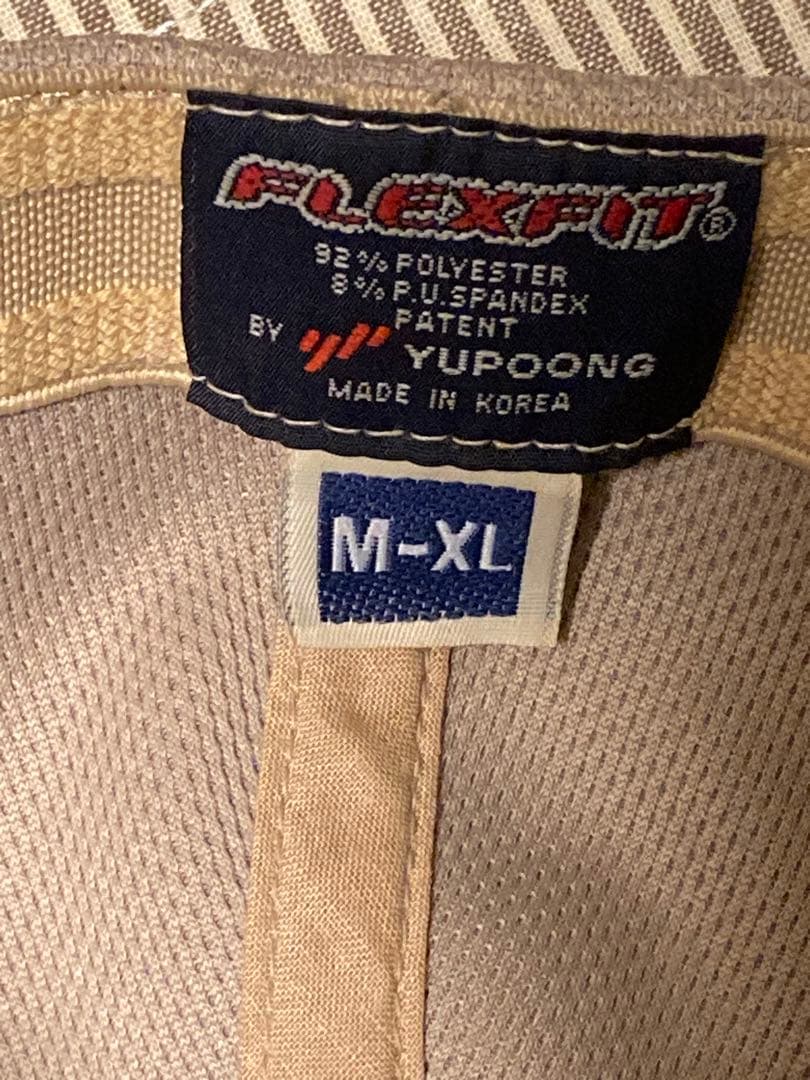 FLEXFIT®
92% POLYESTER
8% P.U.SPANDEX
PATENT
BY YUPOONG
MADE IN KOREA
M-XL